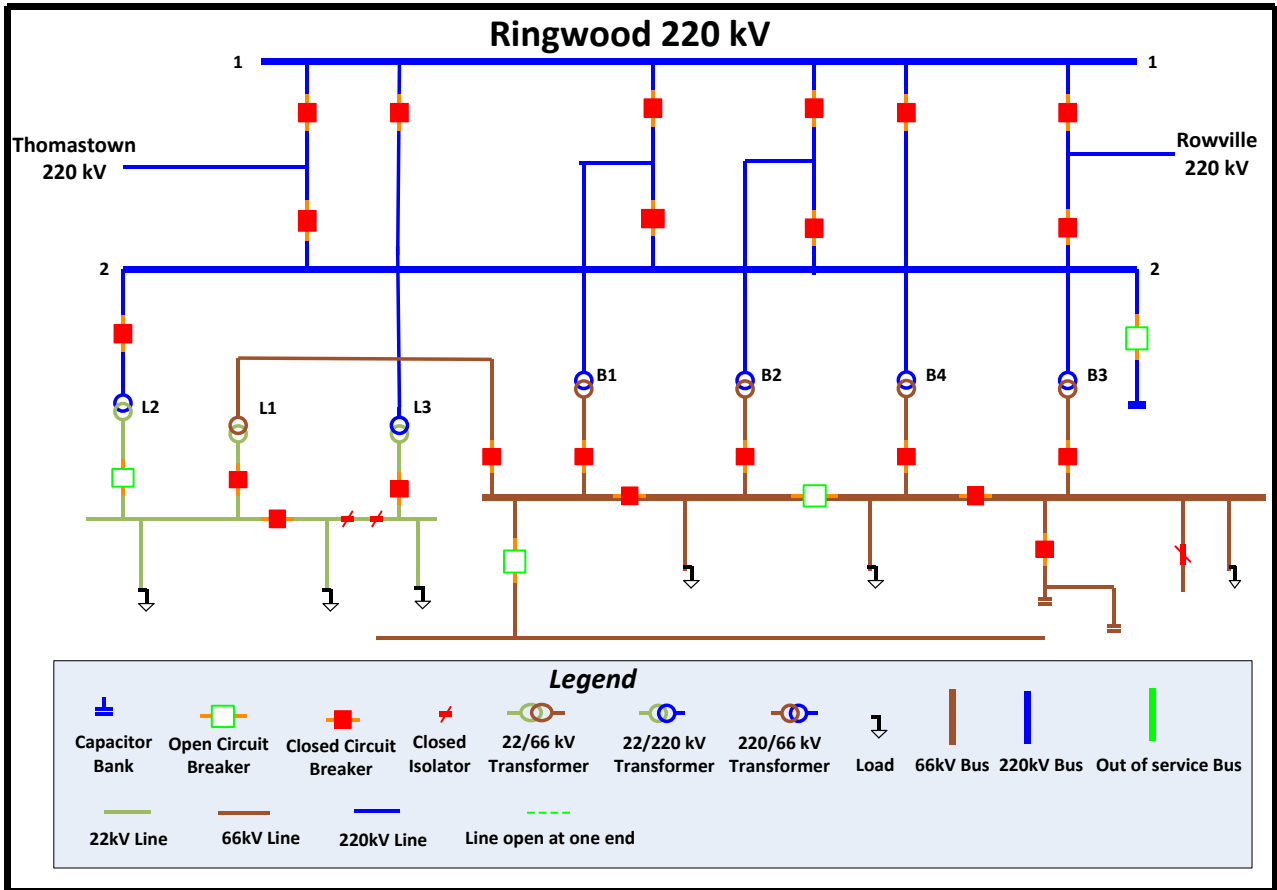 Ringwood 220 kV
1
1
Thomastown
220 kV
Rowville
220 kV
2
2
L2
L1
L3
B1
B2
B4
B3
Legend
Capacitor
Bank
Open Circuit
Breaker
Closed Circuit
Breaker
Closed
Isolator
22/66 kV
Transformer
22/220 kV
Transformer
220/66 kV
Transformer
Load
66kV Bus
220kV Bus
Out of service Bus
22kV Line
66kV Line
220kV Line
Line open at one end